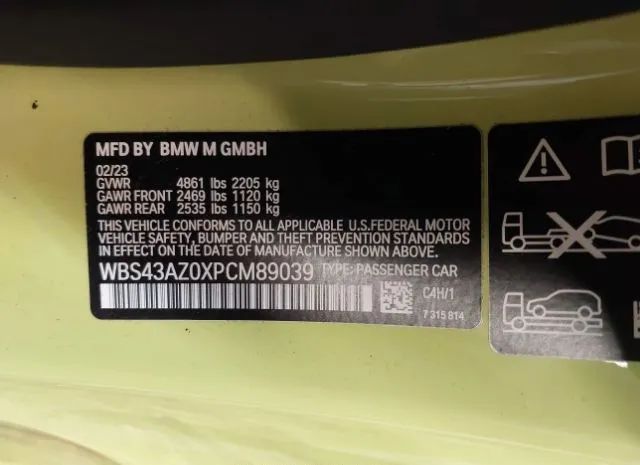 MFD BY BMW M GMBH
02/23
GVWR 4861 lbs 2205 kg
GAWR FRONT 2469 lbs 1120 kg
GAWR REAR 2535 lbs 1150 kg
THIS VEHICLE CONFORMS TO ALL APPLICABLE U.S.FEDERAL MOTOR
VEHICLE SAFETY, BUMPER AND THEFT PREVENTION STANDARDS
IN EFFECT ON THE DATE OF MANUFACTURE SHOWN ABOVE.
WBS43AZ0XPCM89039 TYPE: PASSENGER CAR
C4H/1
7 315 814